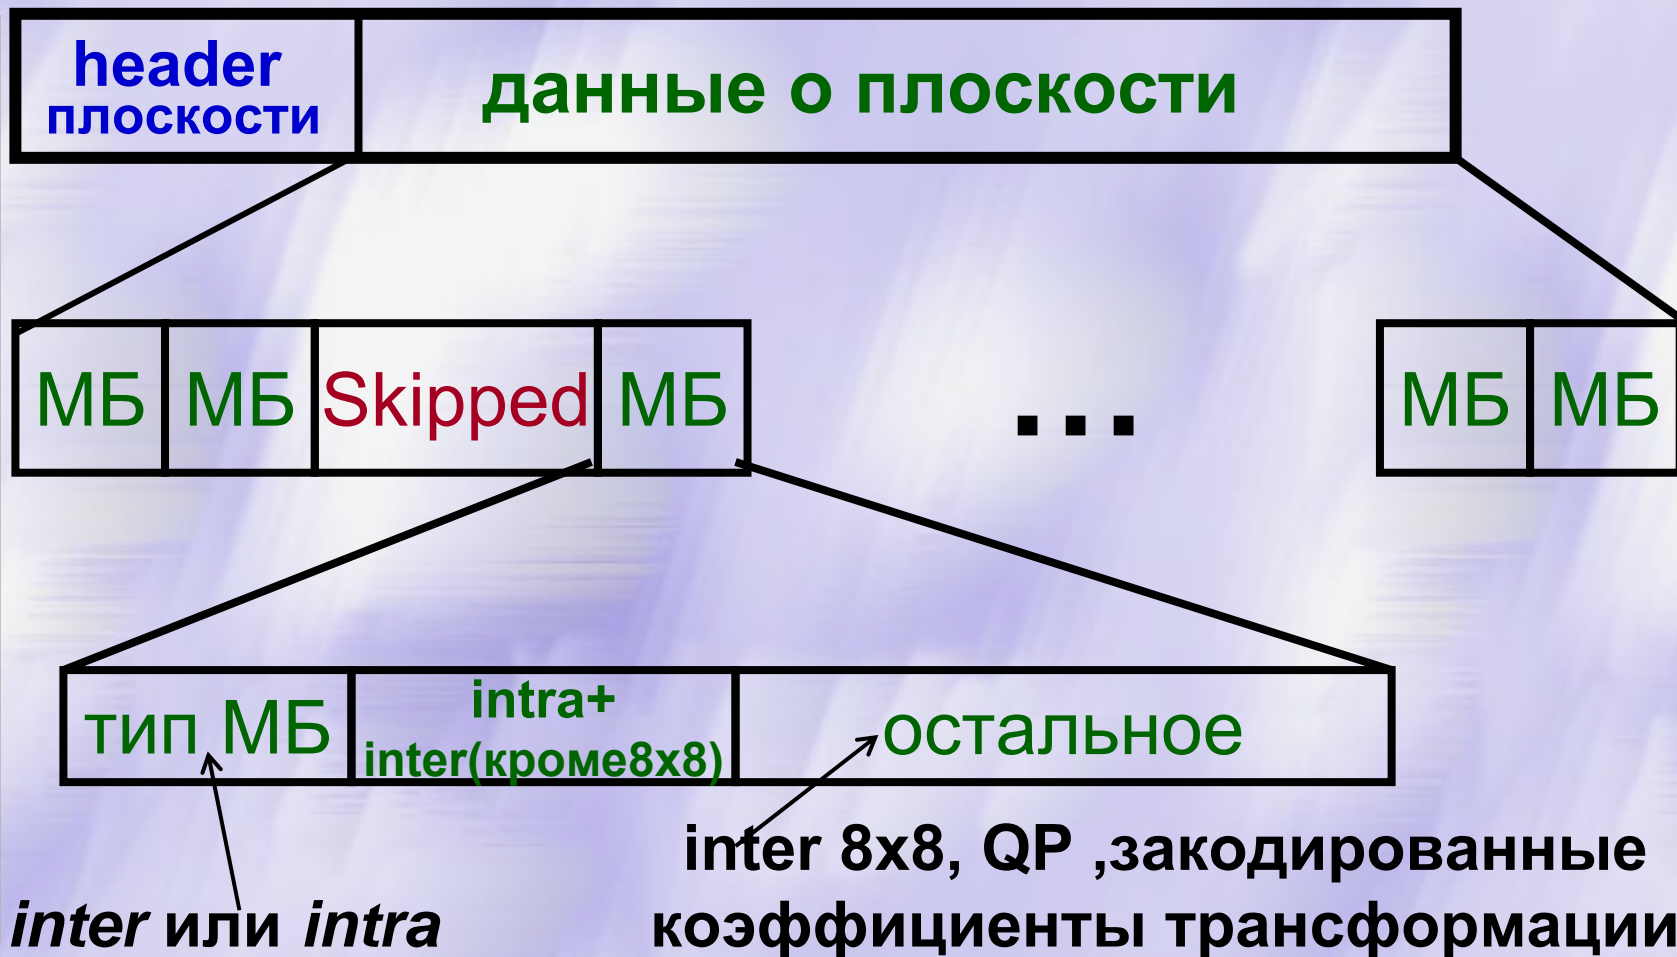 header
плоскости
данные о плоскости
МБ МБ Skipped МБ ... МБ МБ
тип МБ
intra+
inter(кроме8x8)
остальное
inter 8x8, QP ,закодированные
коэффициенты трансформации
inter или intra